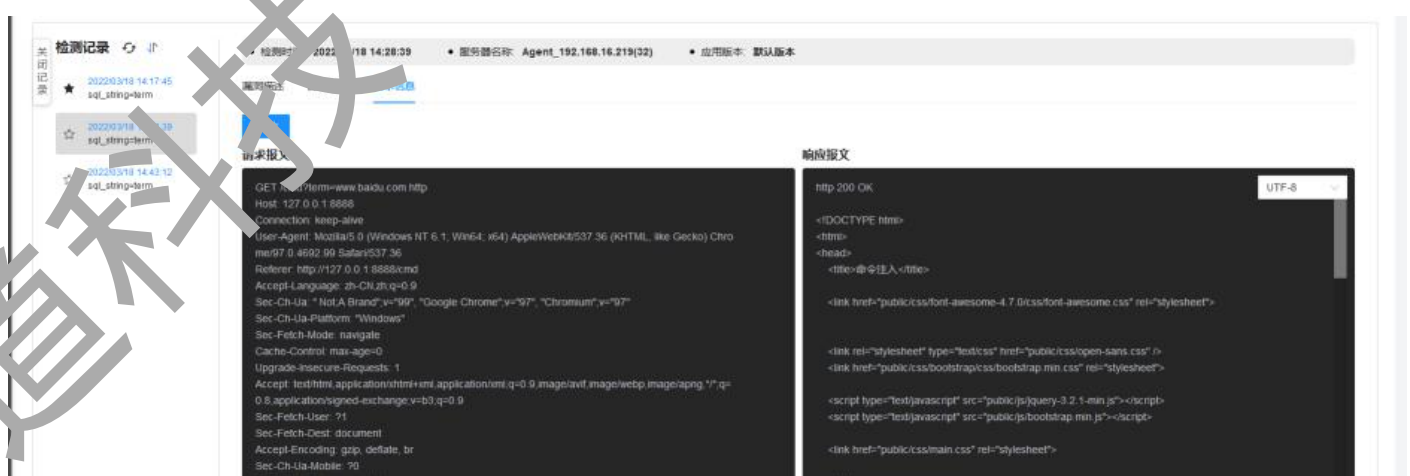 关闭记录
检测记录
2022/03/18 14:17:45
sql_string=term
sql_string=term
2022/03/18 14:43:12
sql_string=term
14:28:39
服务器名称: Agent_192.168.16.219(32)
应用版本: 默认版本
请求报文
GET
Host: 127.0.0.1:8888
Connection: keep-alive
User-Agent: Mozilla/5.0 (Windows NT 6.1; Win64; x64) AppleWebKit/537.36 (KHTML, like Gecko) Chro
me/97.0.4692.99 Safari/537.36
Referer: http://127.0.0.1:8888/cmd
Accept-Language: zh-CN,zh;q=0.9
Sec-Ch-Ua: " Not;A Brand";v="99", "Google Chrome";v="97", "Chromium";v="97"
Sec-Ch-Ua-Platform: "Windows"
Sec-Fetch-Mode: navigate
Cache-Control: max-age=0
Upgrade-Insecure-Requests: 1
Accept: text/html,application/xhtml+xml,application/xml;q=0.9,image/avif,image/webp,image/apng,*/*;q=
0.8,application/signed-exchange;v=b3;q=0.9
Sec-Fetch-User: ?1
Sec-Fetch-Dest: document
Accept-Encoding: gzip, deflate, br
Sec-Ch-Ua-Mobile: ?0
响应报文
UTF-8
http 200 OK
<!DOCTYPE html>
<html>
<head>
<title>命令注入</title>
<link href="public/css/font-awesome-4.7.0/css/font-awesome.css" rel="stylesheet">
<link rel="stylesheet" type="text/css" href="public/css/open-sans.css" />
<link href="public/css/bootstrap/css/bootstrap.min.css" rel="stylesheet">
<script type="text/javascript" src="public/js/jquery-3.2.1-min.js"></script>
<script type="text/javascript" src="public/js/bootstrap.min.js"></script>
<link href="public/css/main.css" rel="stylesheet">
道科技